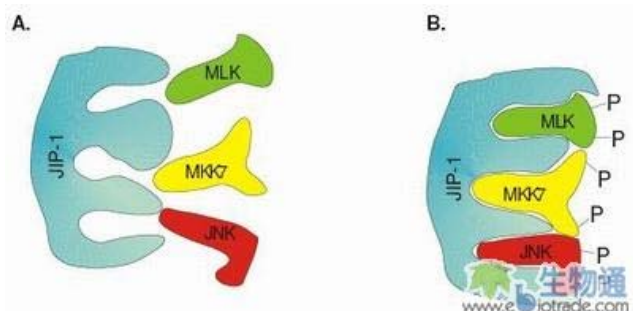 A.
MLK
JIP-1
MKK7
JNK
B.
MLK
P
P
JIP-1
MKK7
P
P
JNK
P
生物通
www.ebiotrade.com